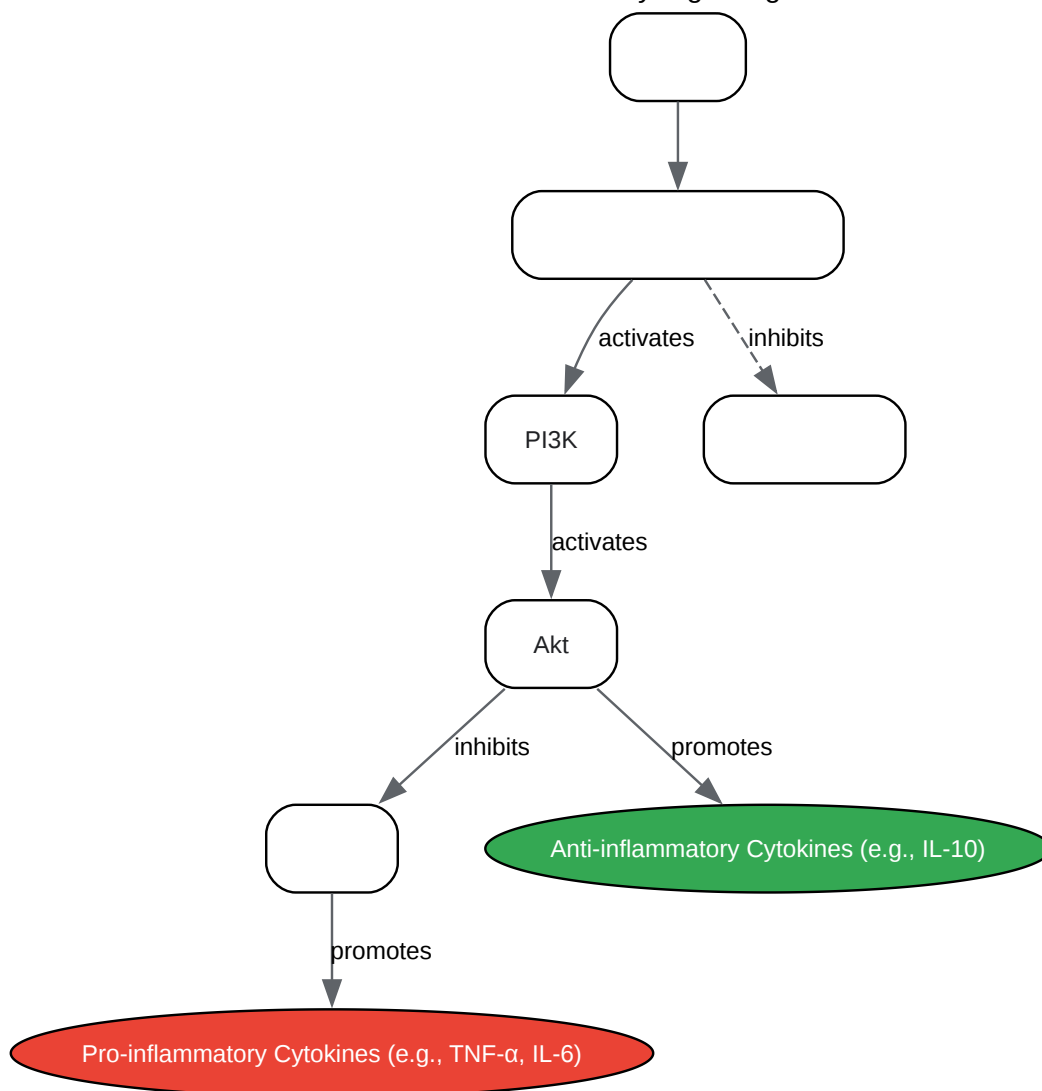 activates
inhibits
PI3K
activates
Akt
inhibits
promotes
Anti-inflammatory Cytokines (e.g., IL-10)
promotes
Pro-inflammatory Cytokines (e.g., TNF-α, IL-6)